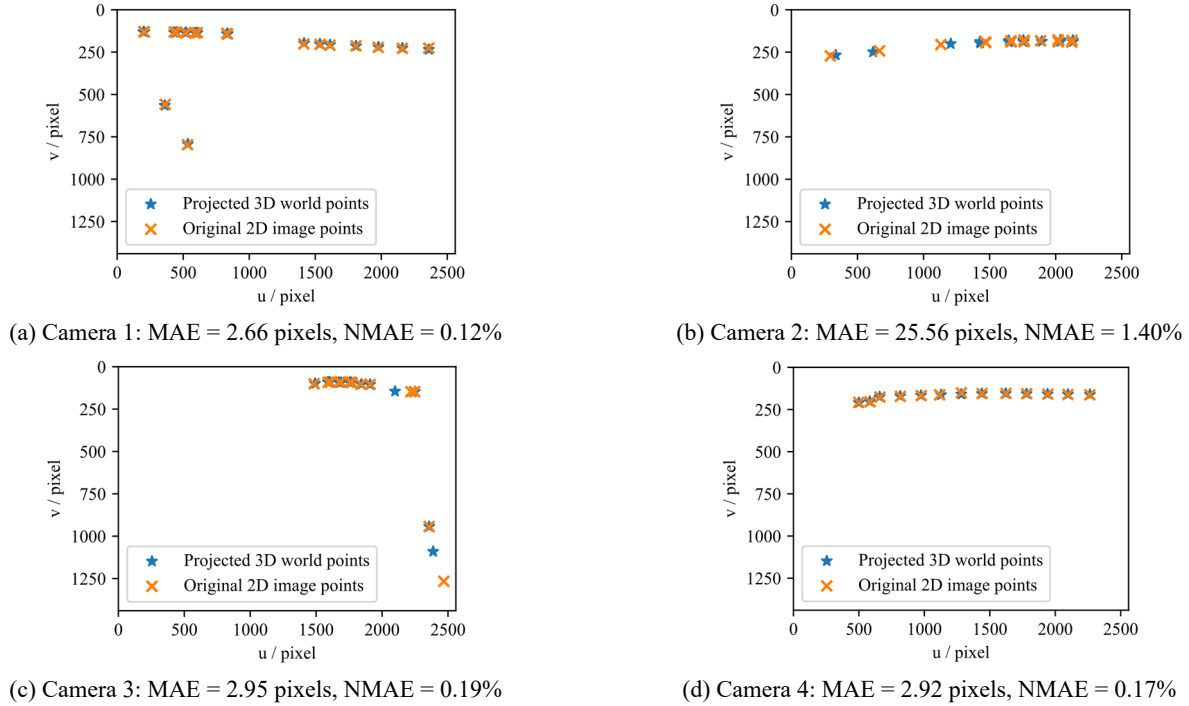 0
250
500
750
1000
1250
v / pixel
Projected 3D world points
Original 2D image points
0 500 1000 1500 2000 2500
u / pixel
(a) Camera 1: MAE = 2.66 pixels, NMAE = 0.12%
0
250
500
750
1000
1250
v / pixel
Projected 3D world points
Original 2D image points
0 500 1000 1500 2000 2500
u / pixel
(b) Camera 2: MAE = 25.56 pixels, NMAE = 1.40%
0
250
500
750
1000
1250
v / pixel
Projected 3D world points
Original 2D image points
0 500 1000 1500 2000 2500
u / pixel
(c) Camera 3: MAE = 2.95 pixels, NMAE = 0.19%
0
250
500
750
1000
1250
v / pixel
Projected 3D world points
Original 2D image points
0 500 1000 1500 2000 2500
u / pixel
(d) Camera 4: MAE = 2.92 pixels, NMAE = 0.17%